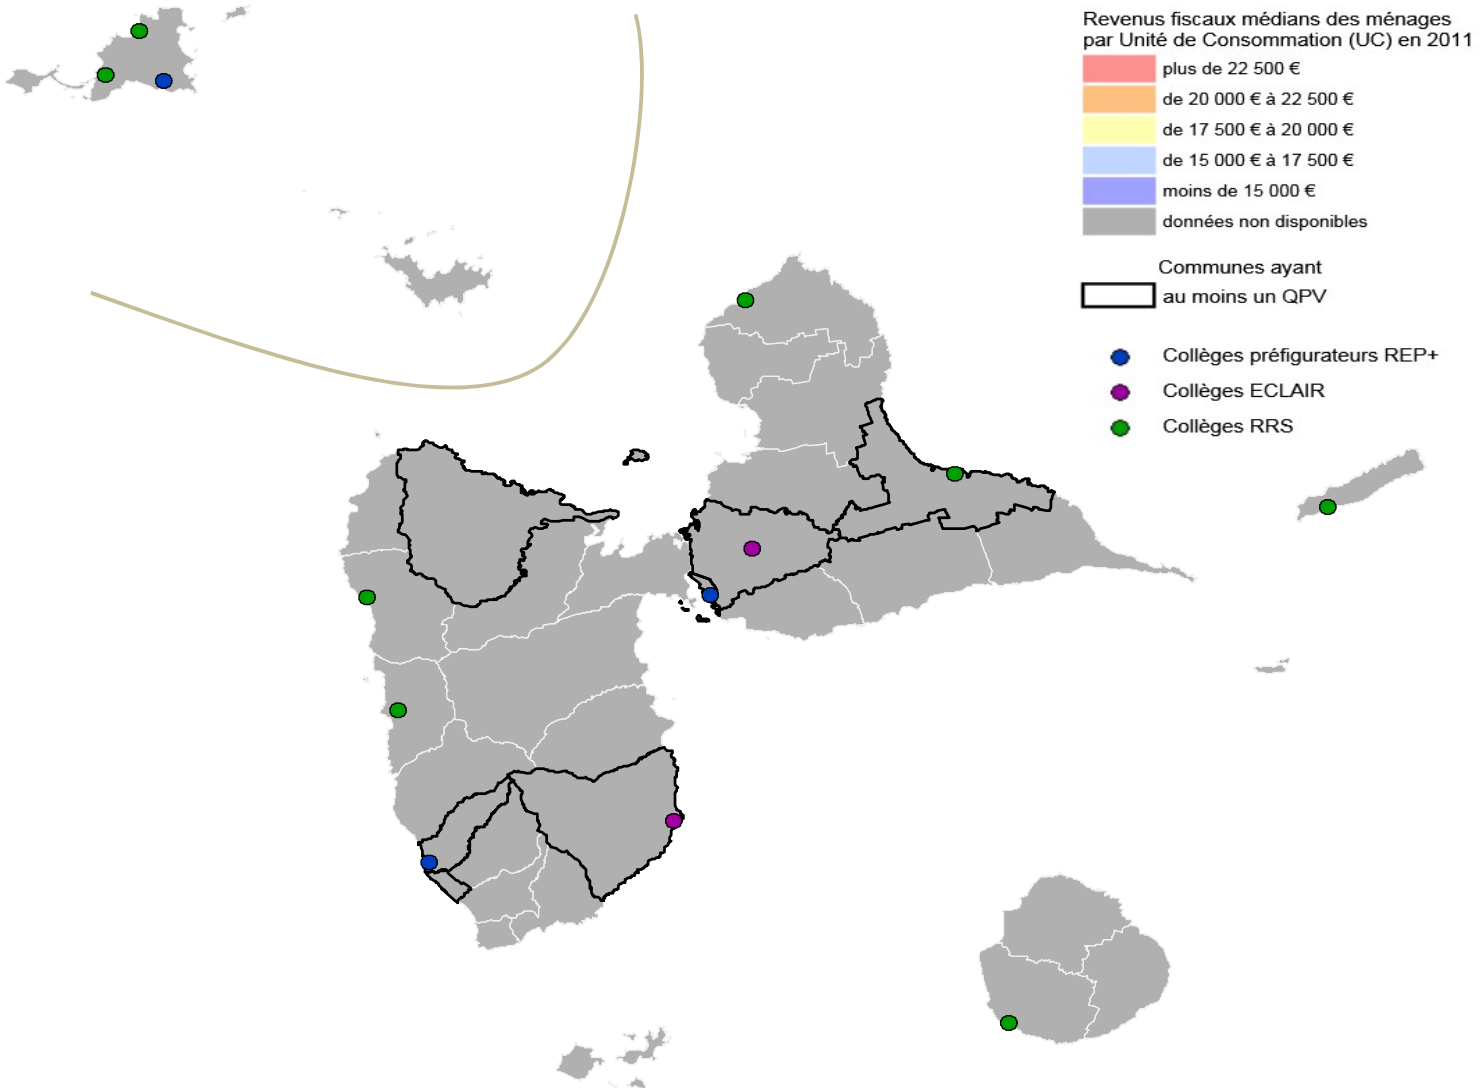 Revenus fiscaux médians des ménages
par Unité de Consommation (UC) en 2011
plus de 22 500 €
de 20 000 € à 22 500 €
de 17 500 € à 20 000 €
de 15 000 € à 17 500 €
moins de 15 000 €
données non disponibles
Communes ayant
au moins un QPV
Collèges préfigurateurs REP+
Collèges ECLAIR
Collèges RRS